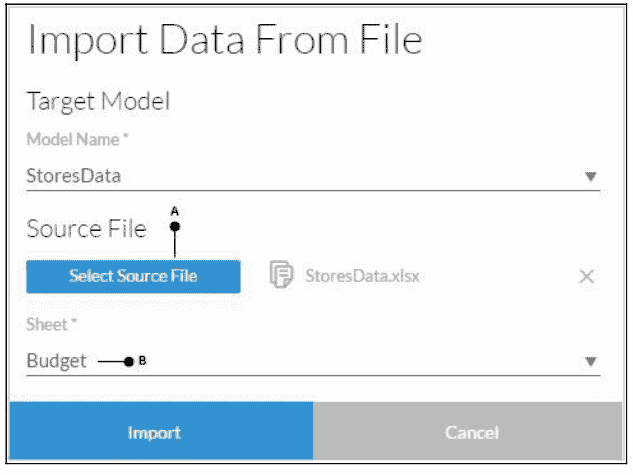 Import Data From File
Target Model
Model Name *
StoresData
A
Source File
Select Source File StoresData.xlsx
Sheet *
Budget B
Import Cancel